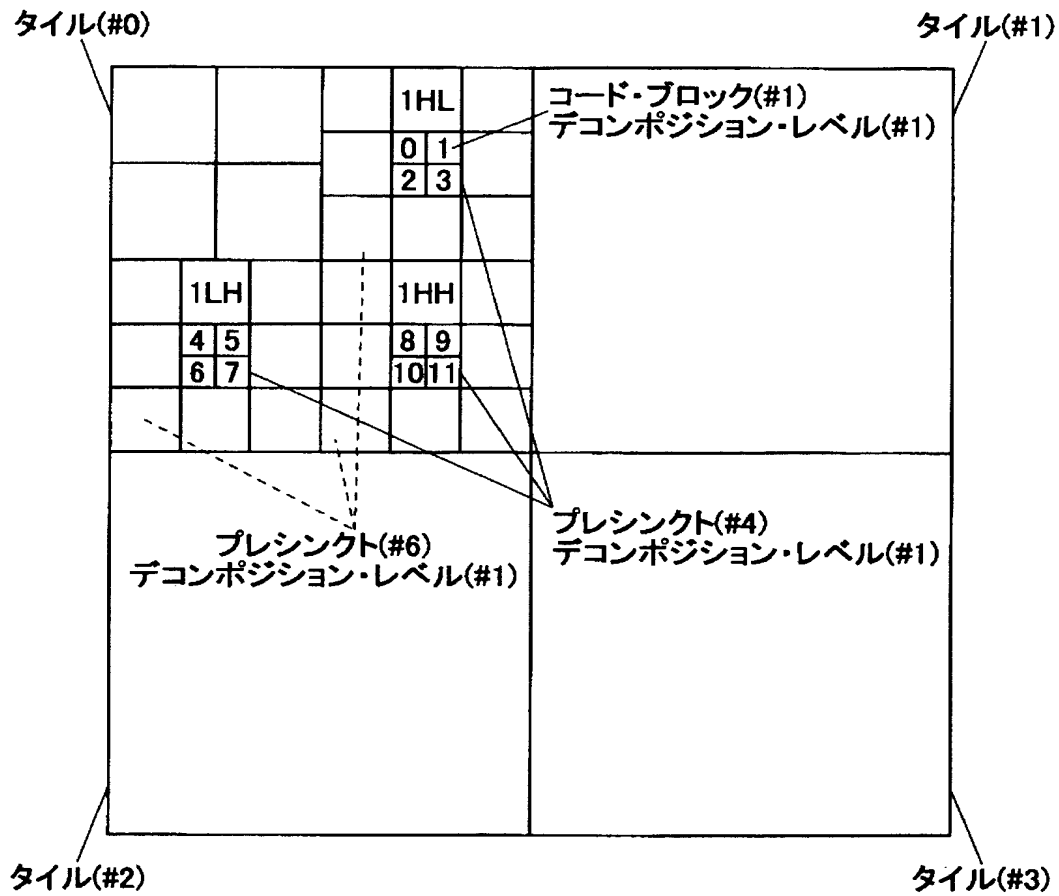 タイル(#0)
タイル(#1)
1HL
コード・ブロック(#1)
デコンポジション・レベル(#1)
0 1
2 3
1LH
1HH
4 5
8 9
6 7
10 11
プレシンクト(#6)
デコンポジション・レベル(#1)
プレシンクト(#4)
デコンポジション・レベル(#1)
タイル(#2)
タイル(#3)